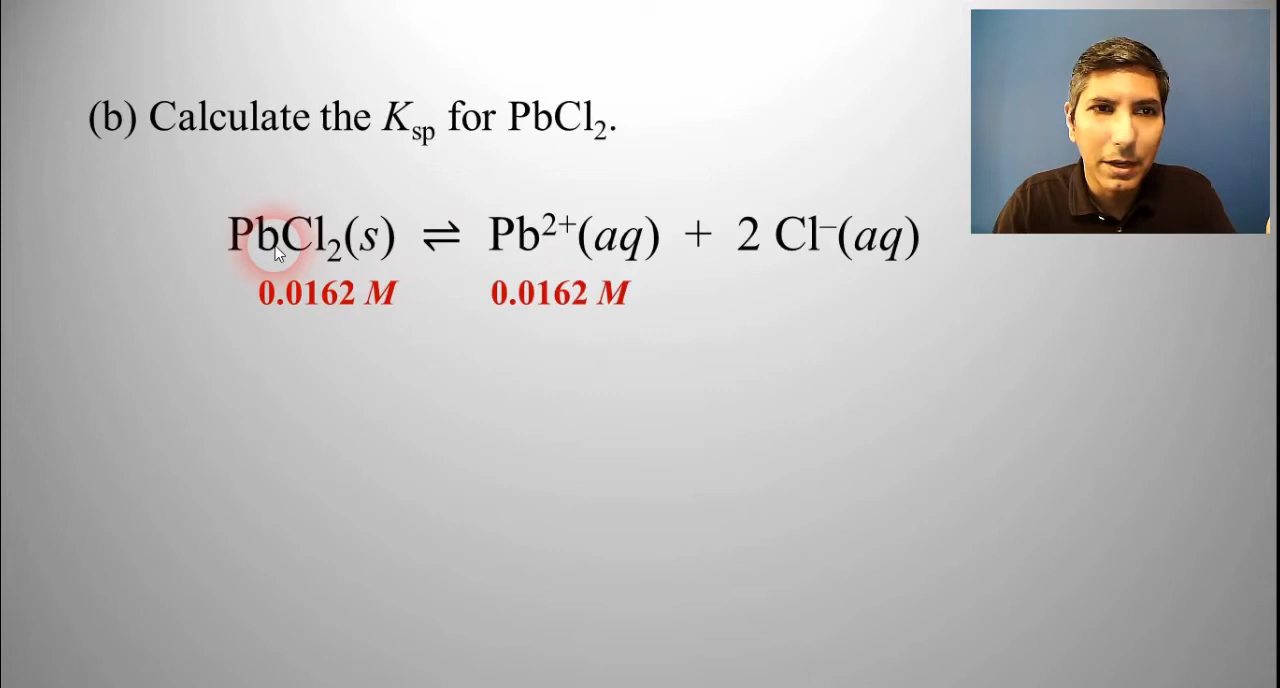 (b) Calculate the Ksp for PbCl₂.
PbCl₂(s) ⇌ Pb²⁺(aq) + 2 Cl⁻(aq)
0.0162 M 0.0162 M